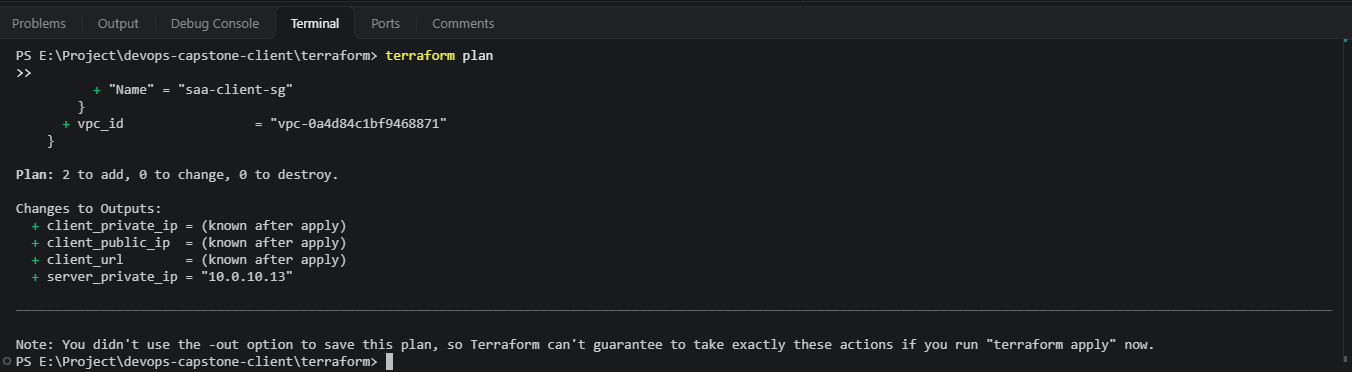 Problems Output Debug Console Terminal Ports Comments
PS E:\Project\devops-capstone-client\terraform> terraform plan
>>
+ "Name" = "saa-client-sg"
}
+ vpc_id = "vpc-0a4d84c1bf9468871"
}
Plan: 2 to add, 0 to change, 0 to destroy.
Changes to Outputs:
+ client_private_ip = (known after apply)
+ client_public_ip = (known after apply)
+ client_url = (known after apply)
+ server_private_ip = "10.0.10.13"
Note: You didn't use the -out option to save this plan, so Terraform can't guarantee to take exactly these actions if you run "terraform apply" now.
PS E:\Project\devops-capstone-client\terraform>